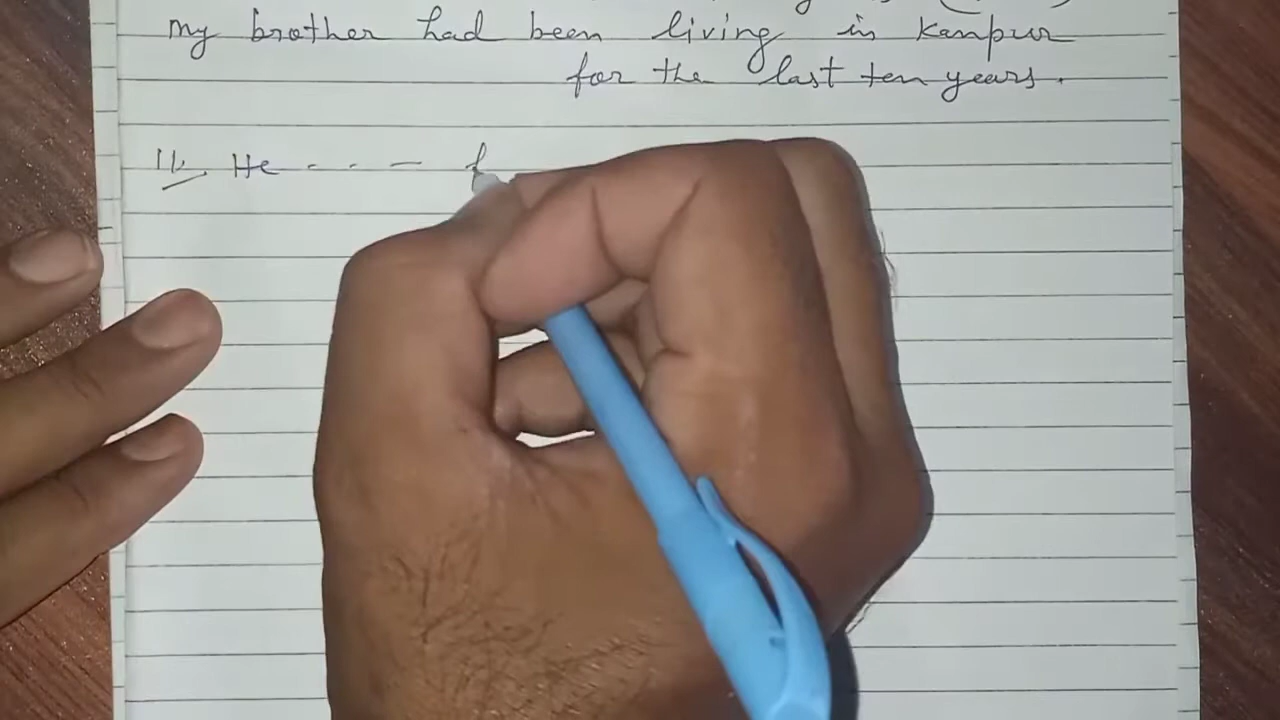 my brother had been living in Kanpur
for the last ten years.
11, He - - - f